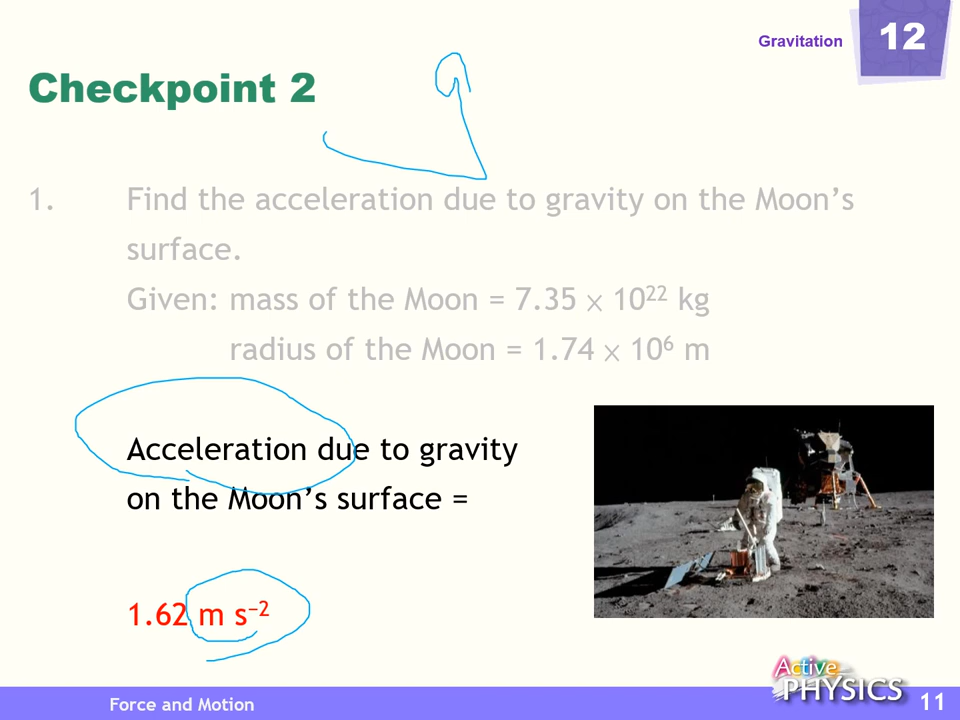 Gravitation
12
Checkpoint 2
1. Find the acceleration due to gravity on the Moon’s
surface.
Given: mass of the Moon = 7.35 × 10²² kg
radius of the Moon = 1.74 × 10⁶ m
Acceleration due to gravity
on the Moon’s surface =
1.62 m s⁻²
Active
PHYSICS
Force and Motion
11